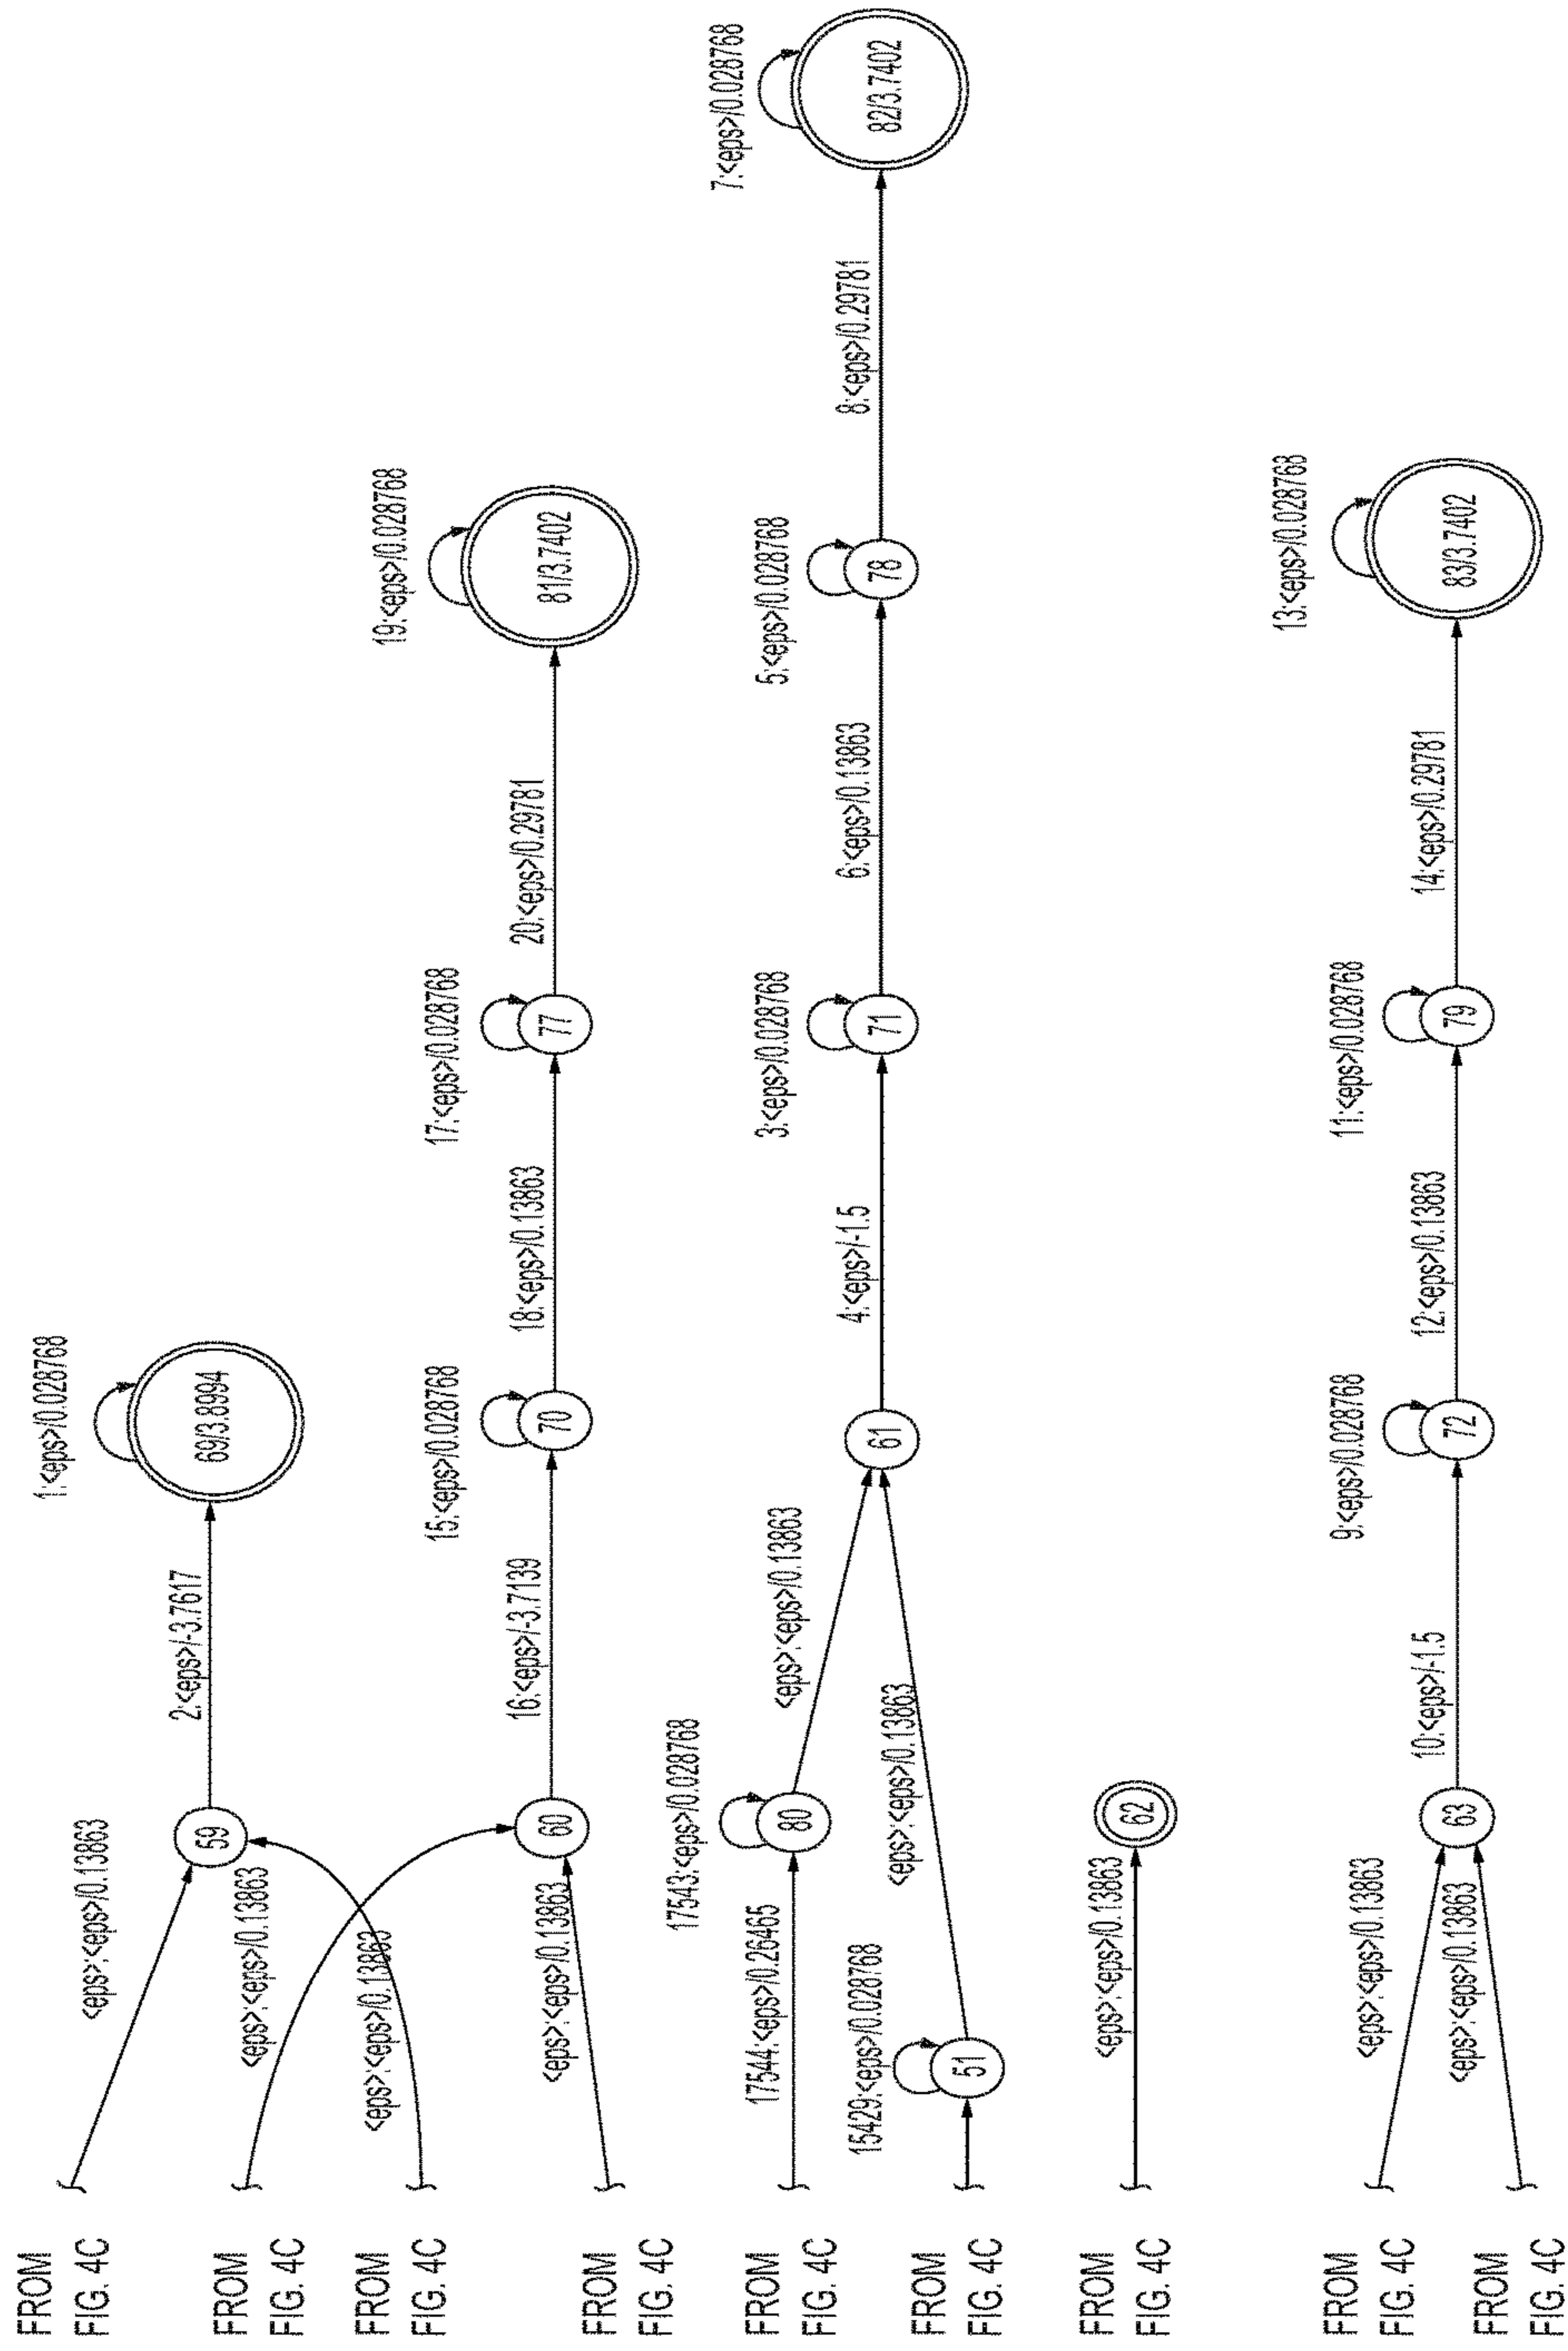 FROM
FIG. 4C
<eps>:<eps>/0.13863
59
2:<eps>/-3.7617
1:<eps>/0.028768
69/3.8994
FROM
FIG. 4C
<eps>:<eps>/0.13863
FROM
FIG. 4C
<eps>:<eps>/0.13863
FROM
FIG. 4C
<eps>:<eps>/0.13863
60
16:<eps>/-3.7139
15:<eps>/0.028768
70
18:<eps>/0.13863
17:<eps>/0.028768
77
20:<eps>/0.29781
19:<eps>/0.028768
81/3.7402
FROM
FIG. 4C
17544:<eps>/0.26465
17543:<eps>/0.028768
80
<eps>:<eps>/0.13863
FROM
FIG. 4C
15429:<eps>/0.028768
51
<eps>:<eps>/0.13863
61
4:<eps>/-1.5
3:<eps>/0.028768
71
6:<eps>/0.13863
5:<eps>/0.028768
78
8:<eps>/0.29781
7:<eps>/0.028768
82/3.7402
FROM
FIG. 4C
<eps>:<eps>/0.13863
62
FROM
FIG. 4C
<eps>:<eps>/0.13863
FROM
FIG. 4C
<eps>:<eps>/0.13863
63
10:<eps>/-1.5
9:<eps>/0.028768
72
12:<eps>/0.13863
11:<eps>/0.028768
79
14:<eps>/0.29781
13:<eps>/0.028768
83/3.7402